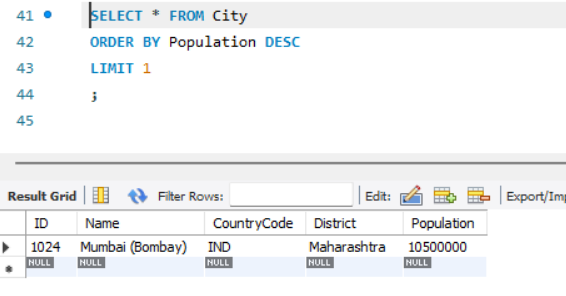 41 SELECT * FROM City
42 ORDER BY Population DESC
43 LIMIT 1
44 ;
45
Result Grid Filter Rows: Edit: Export/Imp
ID Name CountryCode District Population
1024 Mumbai (Bombay) IND Maharashtra 10500000
NULL NULL NULL NULL NULL